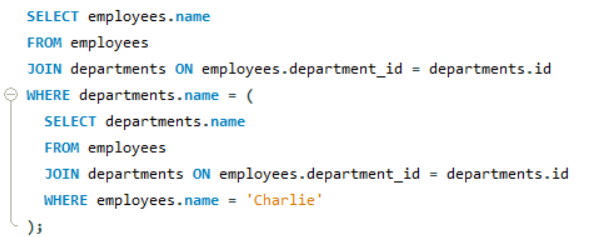 SELECT employees.name
FROM employees
JOIN departments ON employees.department_id = departments.id
WHERE departments.name = (
SELECT departments.name
FROM employees
JOIN departments ON employees.department_id = departments.id
WHERE employees.name = 'Charlie'
);